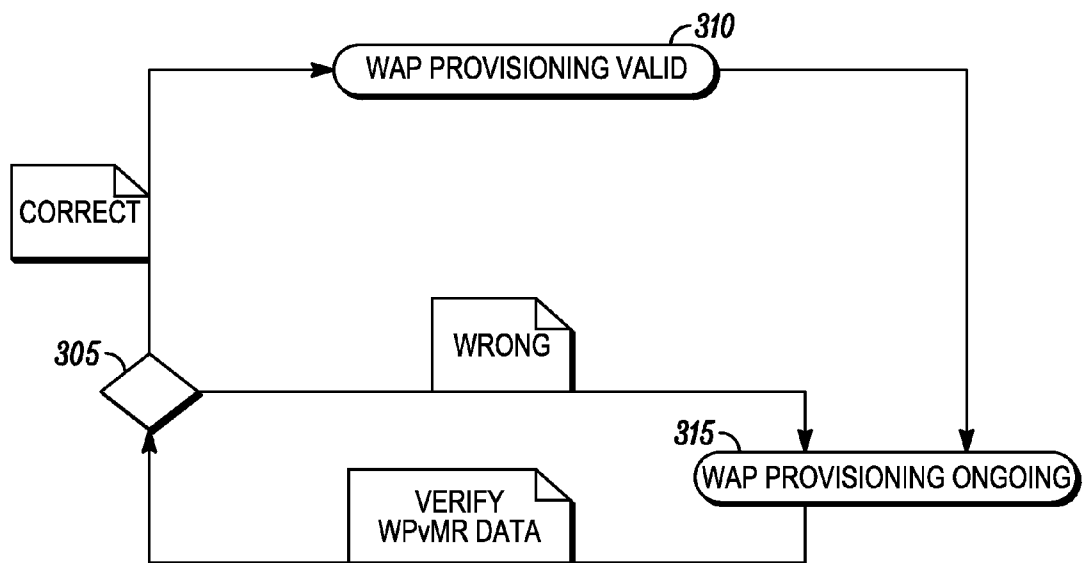 310
WAP PROVISIONING VALID
CORRECT
WRONG
305
315
WAP PROVISIONING ONGOING
VERIFY
WPvMR DATA